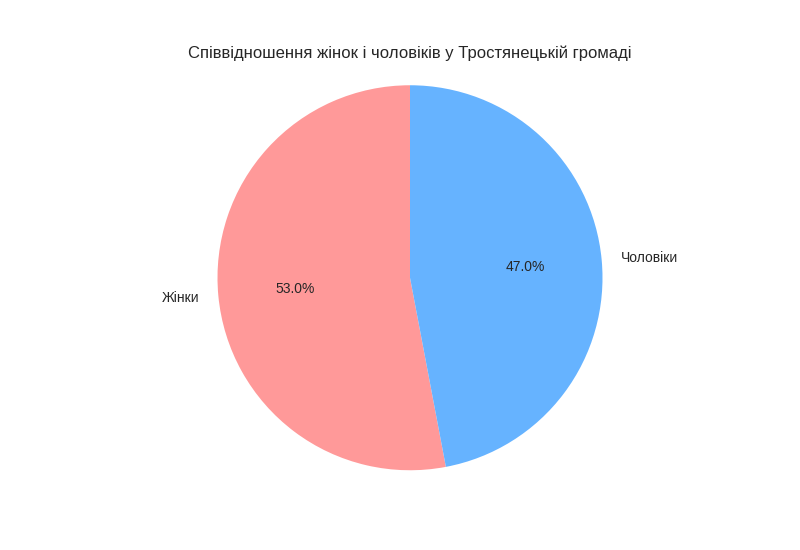 Співвідношення жінок і чоловіків у Тростянецькій громаді
Чоловіки
47.0%
53.0%
Жінки